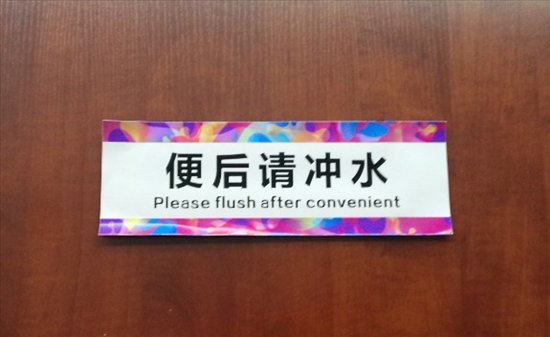 便后请冲水
Please flush after convenient